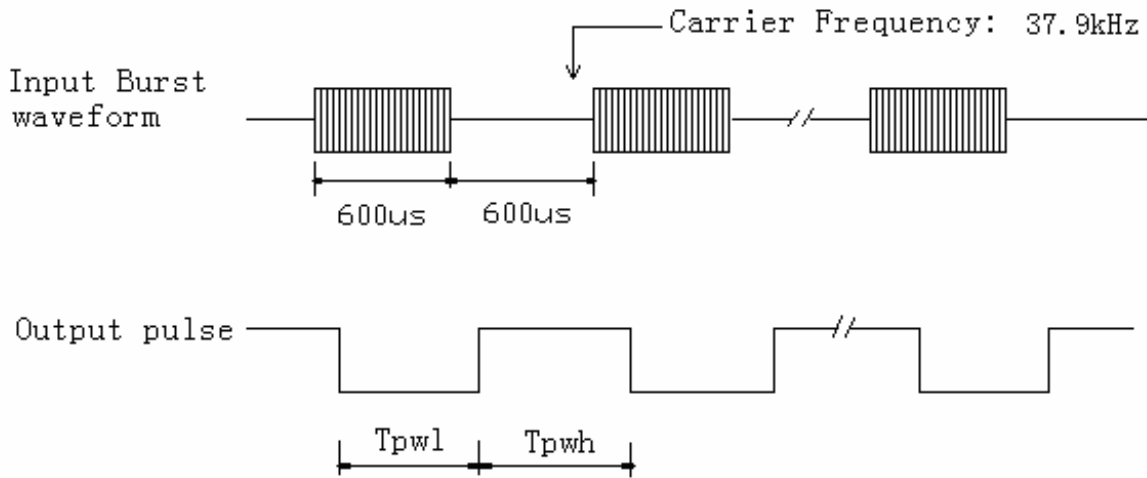 Carrier Frequency: 37.9kHz
Input Burst
waveform
600us 600us
Output pulse
Tpwl Tpwh